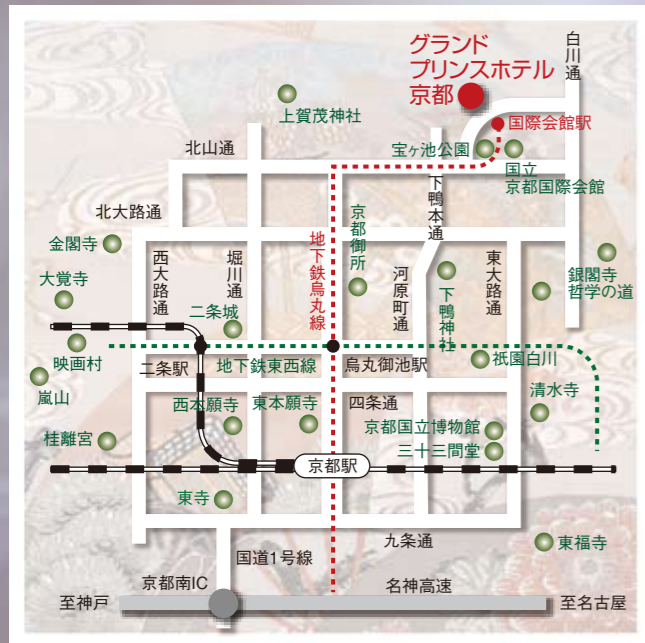 グランド
プリンスホテル
京都
白川通
上賀茂神社
国際会館駅
北山通
宝ヶ池公園
国立
京都国際会館
下鴨本通
北大路通
金閣寺
西大路通
堀川通
地下鉄烏丸線
京都御所
河原町通
東大路通
銀閣寺
哲学の道
大覚寺
下鴨神社
二条城
映画村
二条駅
地下鉄東西線
烏丸御池駅
祇園白川
嵐山
西本願寺
東本願寺
四条通
清水寺
京都国立博物館
桂離宮
三十三間堂
京都駅
東寺
国道1号線
九条通
東福寺
京都南IC
名神高速
至神戸
至名古屋